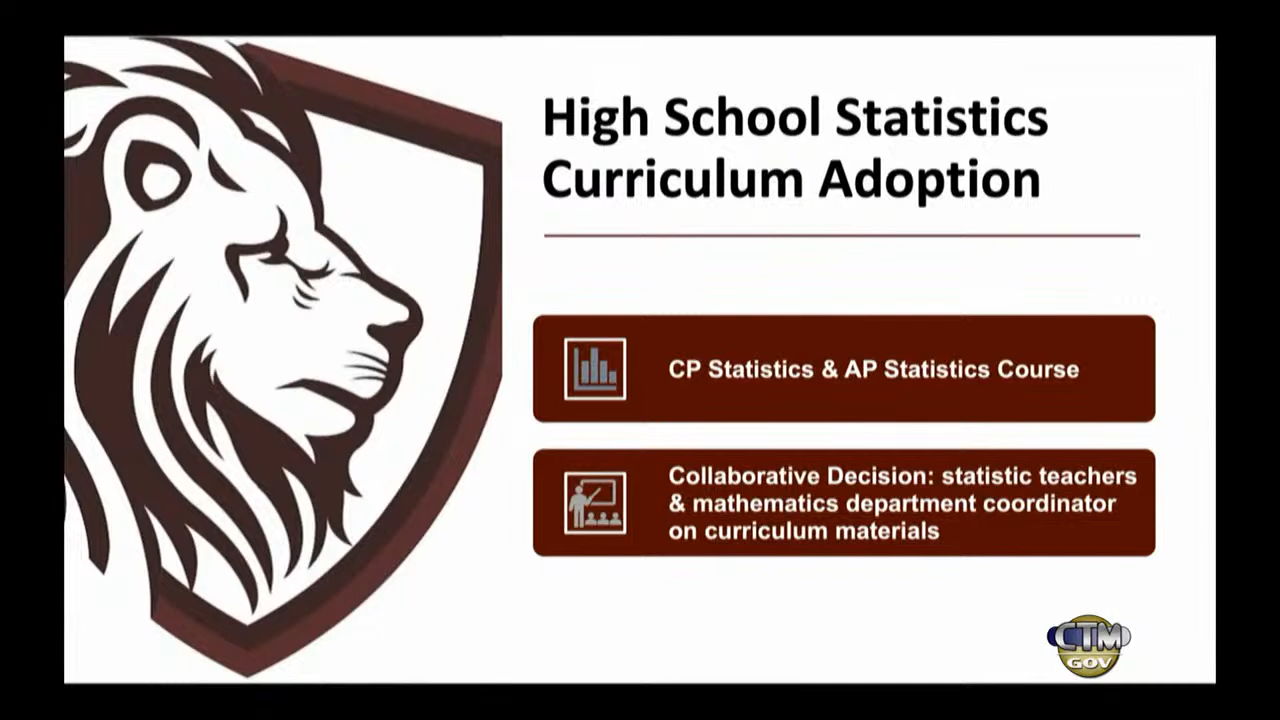 High School Statistics
Curriculum Adoption
CP Statistics & AP Statistics Course
Collaborative Decision: statistic teachers
& mathematics department coordinator
on curriculum materials
CTM
GOV